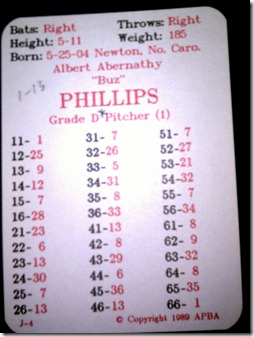 Bats: Right Throws: Right
Height: 5-11 Weight: 185
Born: 5-25-04 Newton, No. Caro.
Albert Abernathy
"Buz"
1-13
PHILLIPS
Grade D* Pitcher (1)
11- 1 31- 7 51- 7
12-25 32-26 52-27
13- 9 33- 5 53-21
14-12 34-31 54-32
15- 7 35- 8 55- 7
16-28 36-33 56-34
21-23 41-13 61- 8
22- 6 42- 8 62- 9
23-13 43-29 63-32
24-30 44- 6 64- 8
25- 7 45-36 65-35
26-13 46-13 66- 1
J-4 © Copyright 1989 APBA